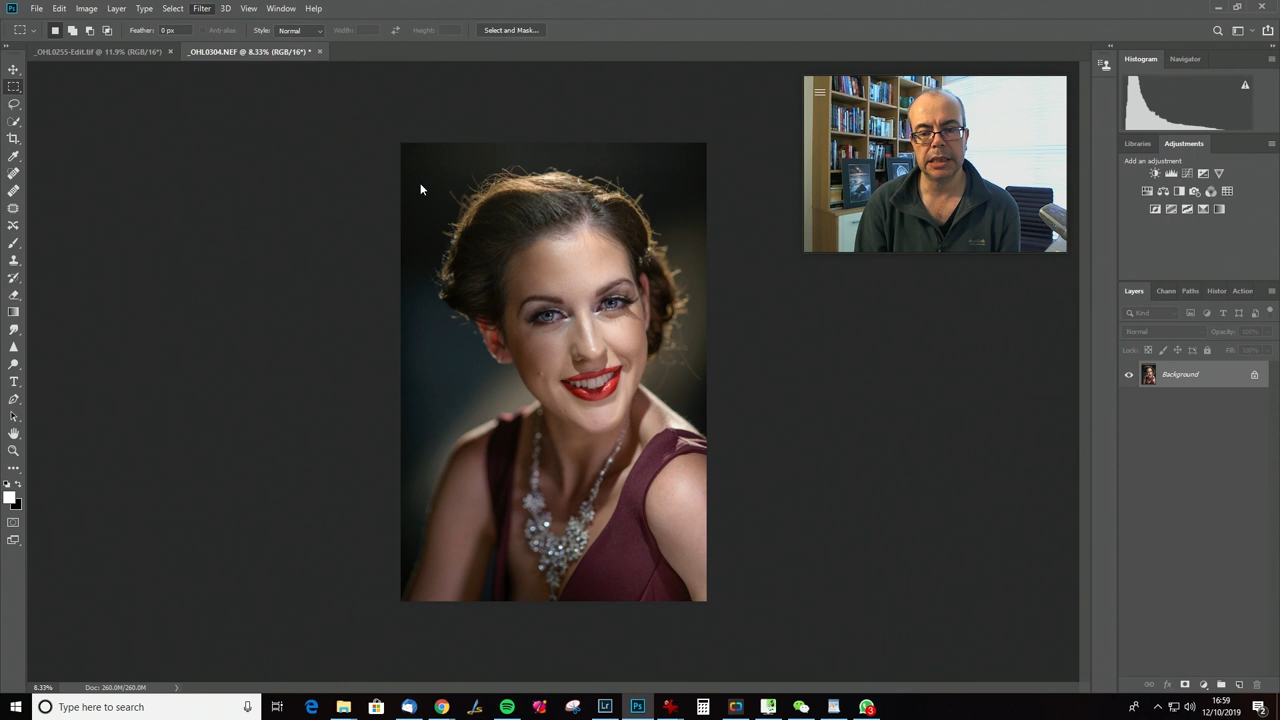 File Edit Image Layer Type Select Filter 3D View Window Help
Feather: 0 px Anti-alias Style: Normal Width: Height: Select and Mask...
_OHL0255-Edit.tif @ 11.9% (RGB/16*) × _OHL0304.NEF @ 8.33% (RGB/16*) * ×
Histogram Navigator
Libraries Adjustments
Add an adjustment
Layers Chann Paths Histor Action
Kind
Normal Opacity: 100%
Lock: Fill: 100%
Background
8.33% Doc: 260.0M/260.0M
Type here to search
16:59
12/10/2019